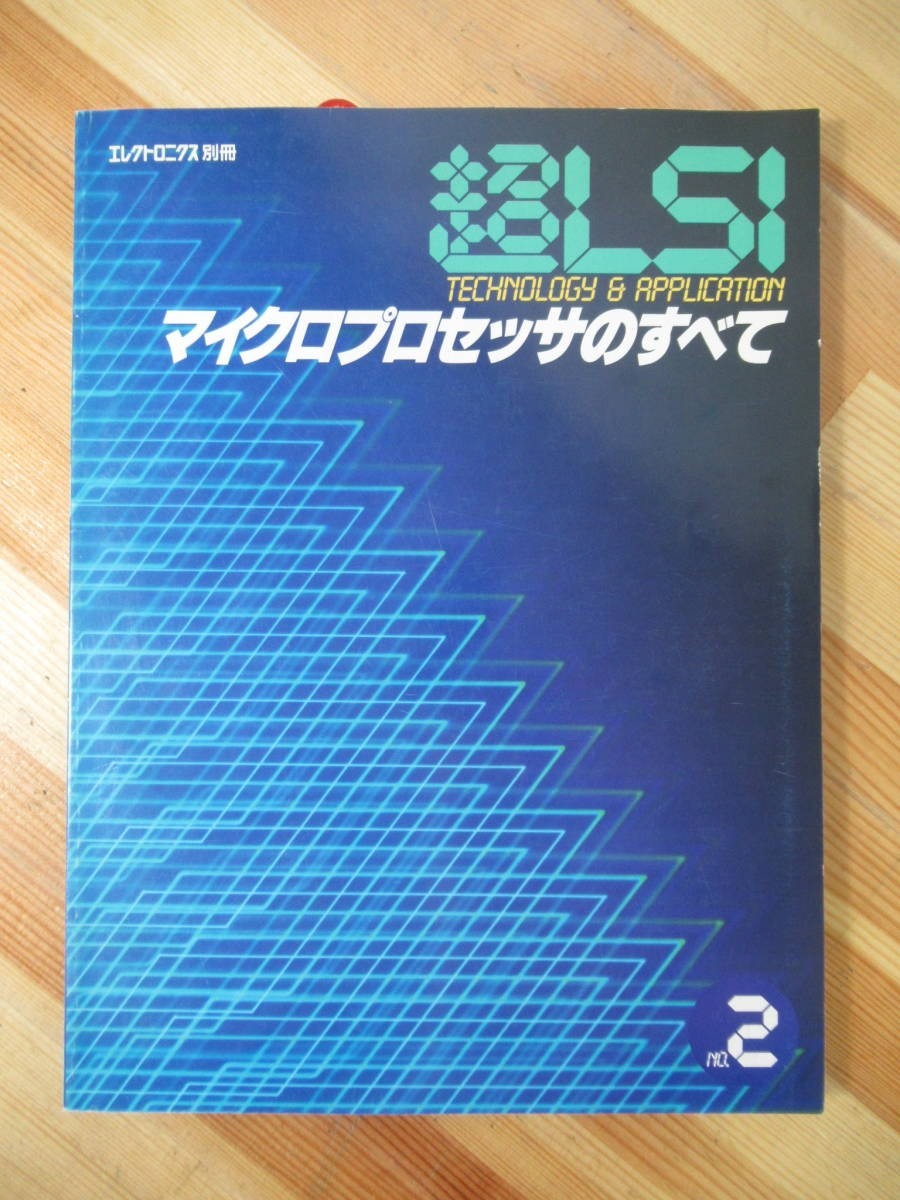 エレクトロニクス別冊
超LSI
TECHNOLOGY & APPLICATION
マイクロプロセッサのすべて
NO.2